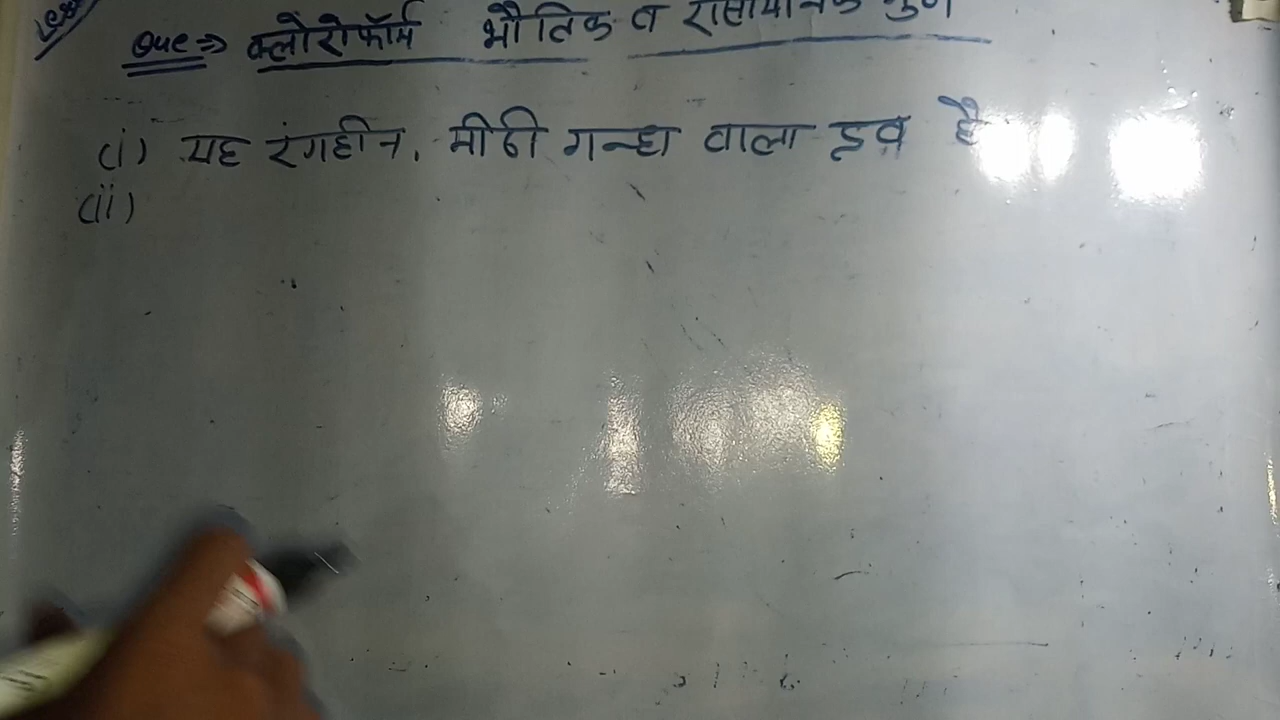 Que⇒ क्लोरोफॉर्म भौतिक व रासायनिक गुण
(i) यह रंगहीन, मीठी गन्ध वाला द्रव है
(ii)